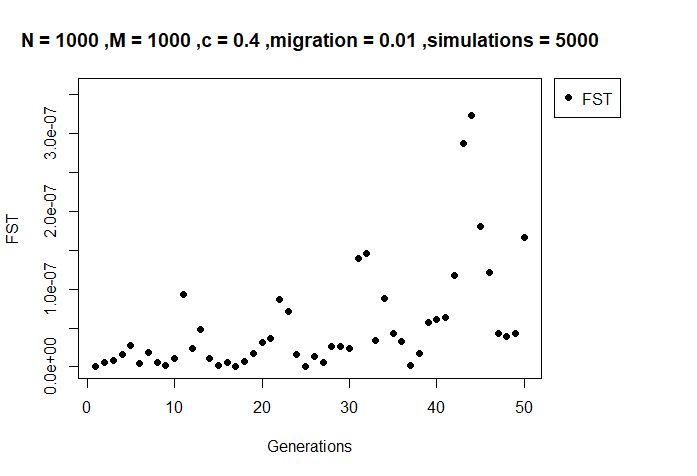 N = 1000 ,M = 1000 ,c = 0.4 ,migration = 0.01 ,simulations = 5000
FST
3.0e-07
2.0e-07
1.0e-07
0.0e+00
FST
0 10 20 30 40 50
Generations